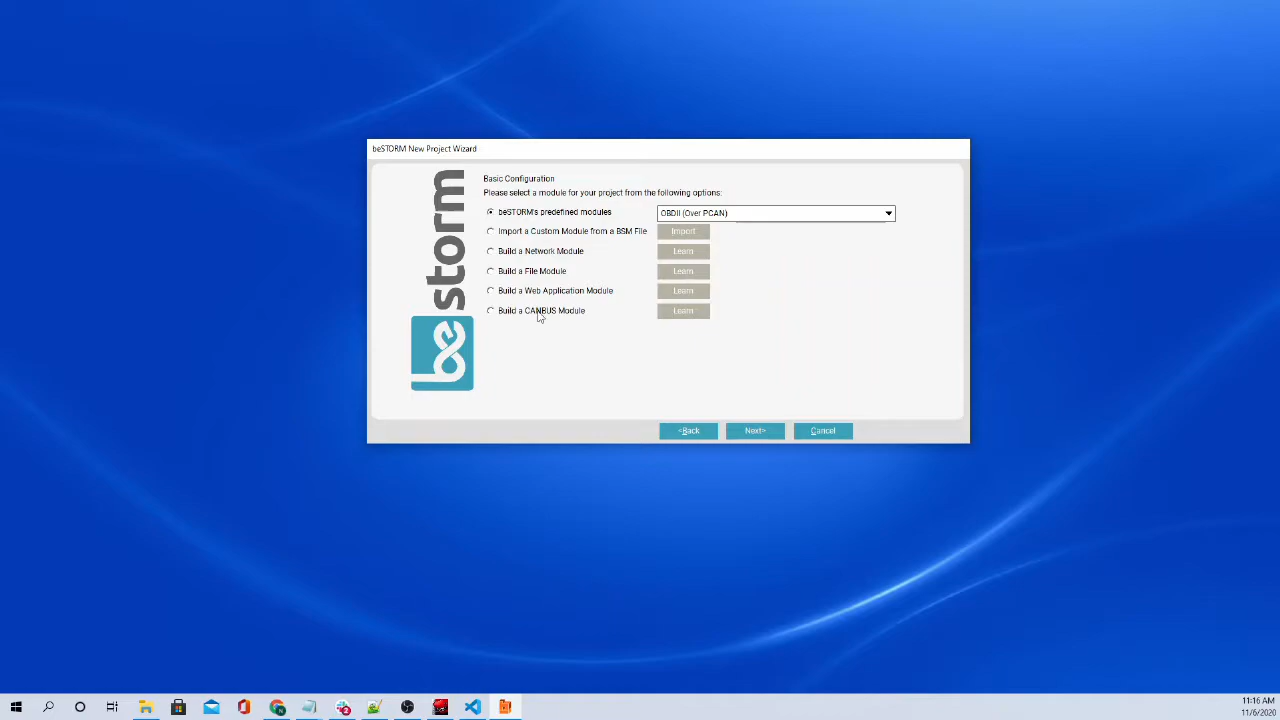 beSTORM New Project Wizard
Basic Configuration
Please select a module for your project from the following options:
beSTORM's predefined modules
OBDII (Over PCAN)
Import a Custom Module from a BSM File
Import
Build a Network Module
Learn
Build a File Module
Learn
Build a Web Application Module
Learn
Build a CANBUS Module
Learn
be storm
<Back
Next>
Cancel
11:16 AM
11/6/2020